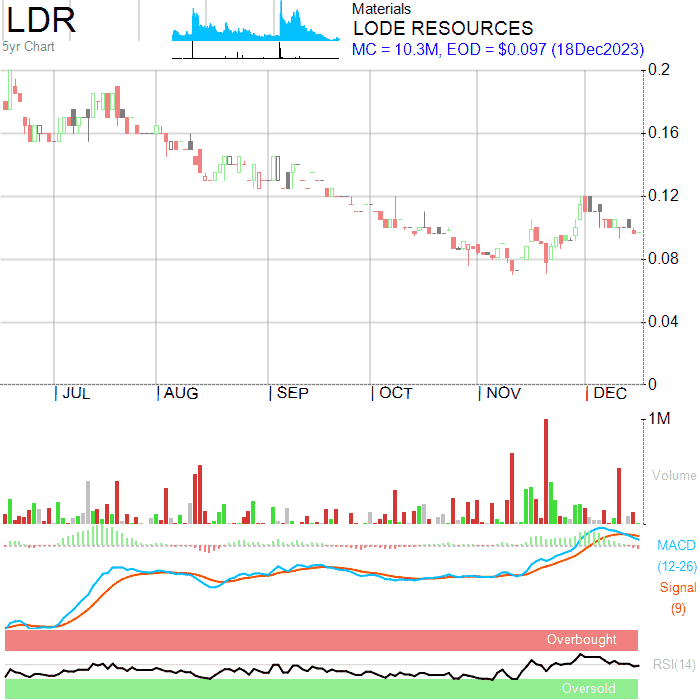 LDR
5yr Chart
Materials
LODE RESOURCES
MC = 10.3M, EOD = $0.097 (18Dec2023)
0.2
0.16
0.12
0.08
0.04
0
JUL AUG SEP OCT NOV DEC
1M
Volume
MACD
(12-26)
Signal
(9)
Overbought
RSI(14)
Oversold